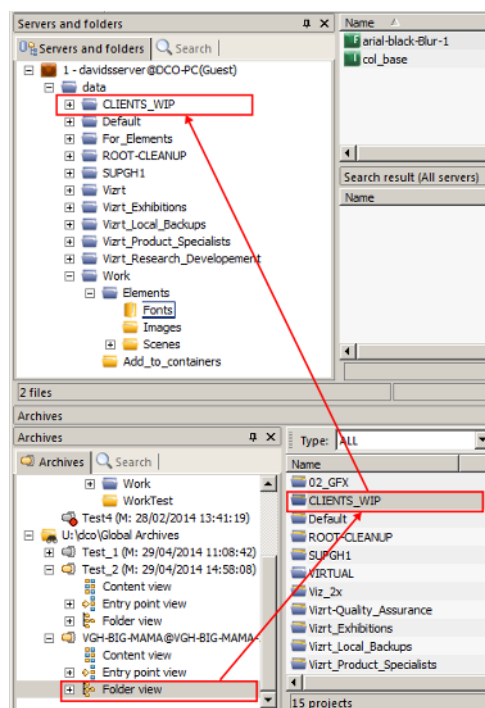 Servers and folders
Servers and folders
Search
1 - davidsserver@DCO-PC(Guest)
data
CLIENTS_WIP
Default
For_Elements
ROOT-CLEANUP
SUPGH1
Vizrt
Vizrt_Exhibitions
Vizrt_Local_Backups
Vizrt_Product_Specialists
Vizrt_Research_Developement
Work
Elements
Fonts
Images
Scenes
Add_to_containers
Name
arial-black-Blur-1
col_base
Search result (All servers)
Name
2 files
Archives
Archives
Archives
Search
Work
WorkTest
Test4 (M: 28/02/2014 13:41:19)
U:\dco\Global Archives
Test_1 (M: 29/04/2014 11:08:42)
Test_2 (M: 29/04/2014 14:58:08)
Content view
Entry point view
Folder view
VGH-BIG-MAMA@VGH-BIG-MAMA-
Content view
Entry point view
Folder view
Type: ALL
Name
02_GFX
CLIENTS_WIP
Default
ROOT-CLEANUP
SUPGH1
VIRTUAL
Viz_2x
Vizrt-Quality_Assurance
Vizrt_Exhibitions
Vizrt_Local_Backups
Vizrt_Product_Specialists
15 projects